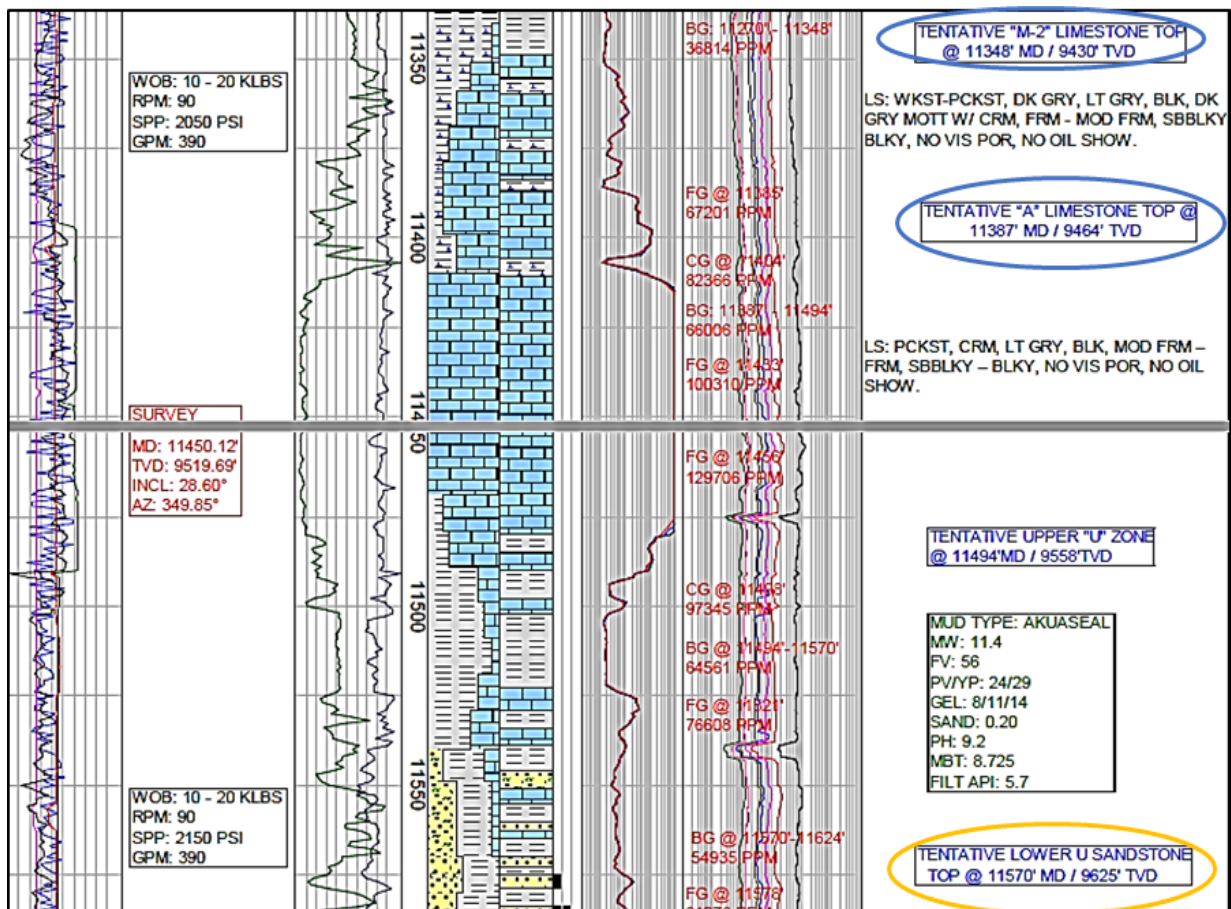 BG: 11270' - 11348'
36814 PPM
TENTATIVE "M-2" LIMESTONE TOP
@ 11348' MD / 9430' TVD
11350
WOB: 10 - 20 KLBS
RPM: 90
SPP: 2050 PSI
GPM: 390
LS: WKST-PCKST, DK GRY, LT GRY, BLK, DK
GRY MOTT W/ CRM, FRM - MOD FRM, SBBLKY
BLKY, NO VIS POR, NO OIL SHOW.
FG @ 11385'
67201 PPM
TENTATIVE "A" LIMESTONE TOP @
11387' MD / 9464' TVD
11400
CG @ 11404'
82366 PPM
BG: 11387' - 11494'
66006 PPM
LS: PCKST, CRM, LT GRY, BLK, MOD FRM –
FRM, SBBLKY – BLKY, NO VIS POR, NO OIL
SHOW.
FG @ 11433'
100310 PPM
SURVEY
MD: 11450.12'
TVD: 9519.69'
INCL: 28.60°
AZ: 349.85°
114
50
FG @ 11456'
129706 PPM
TENTATIVE UPPER "U" ZONE
@ 11494'MD / 9558'TVD
11500
CG @ 11498'
97345 PPM
BG @ 11494'-11570'
64561 PPM
FG @ 11521'
76608 PPM
MUD TYPE: AKUASEAL
MW: 11.4
FV: 56
PV/YP: 24/29
GEL: 8/11/14
SAND: 0.20
PH: 9.2
MBT: 8.725
FILT API: 5.7
11550
WOB: 10 - 20 KLBS
RPM: 90
SPP: 2150 PSI
GPM: 390
BG @ 11570'-11624'
54935 PPM
TENTATIVE LOWER U SANDSTONE
TOP @ 11570' MD / 9625' TVD
FG @ 11578'